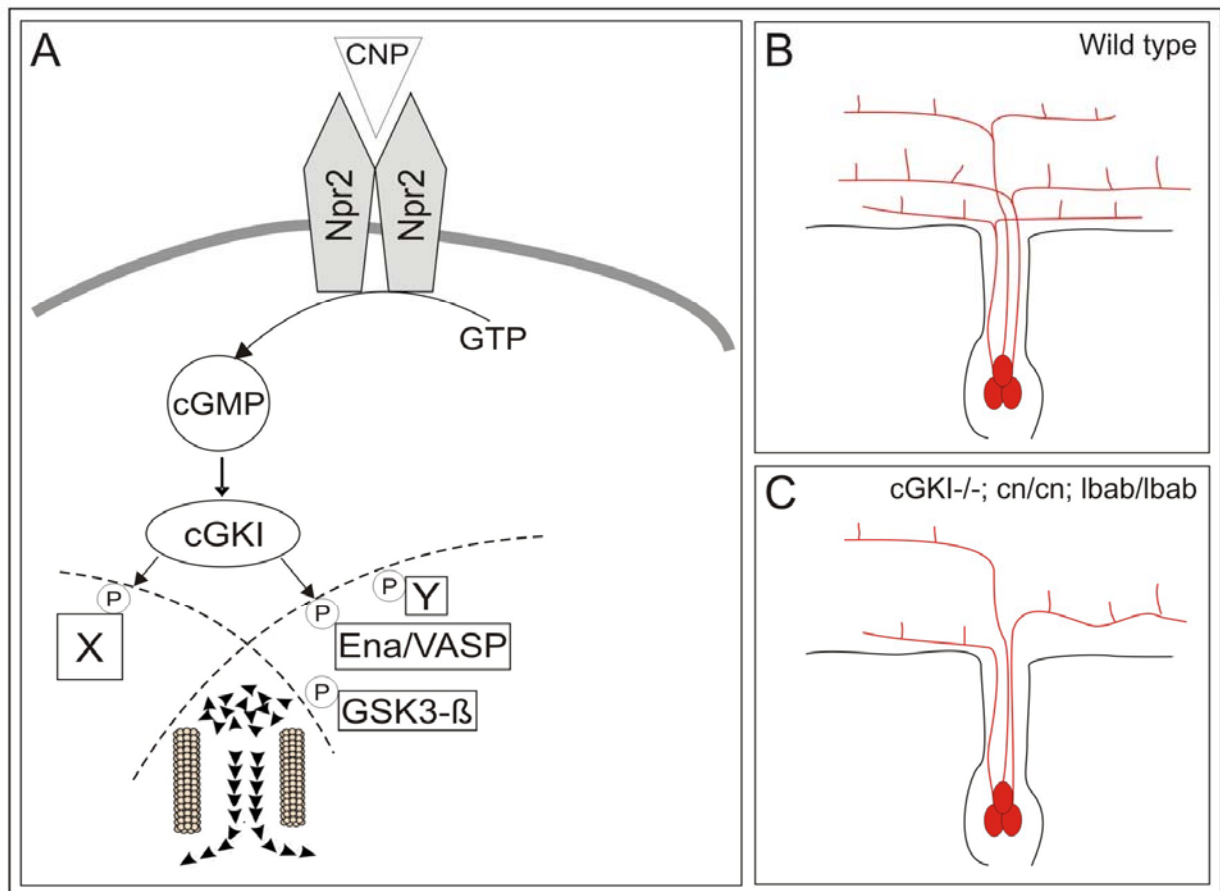 A
CNP
Npr2 Npr2
GTP
cGMP
cGKI
P
P
P
Y
X
Ena/VASP
P
GSK3-ß
B
Wild type
C
cGKI-/-; cn/cn; lbab/lbab